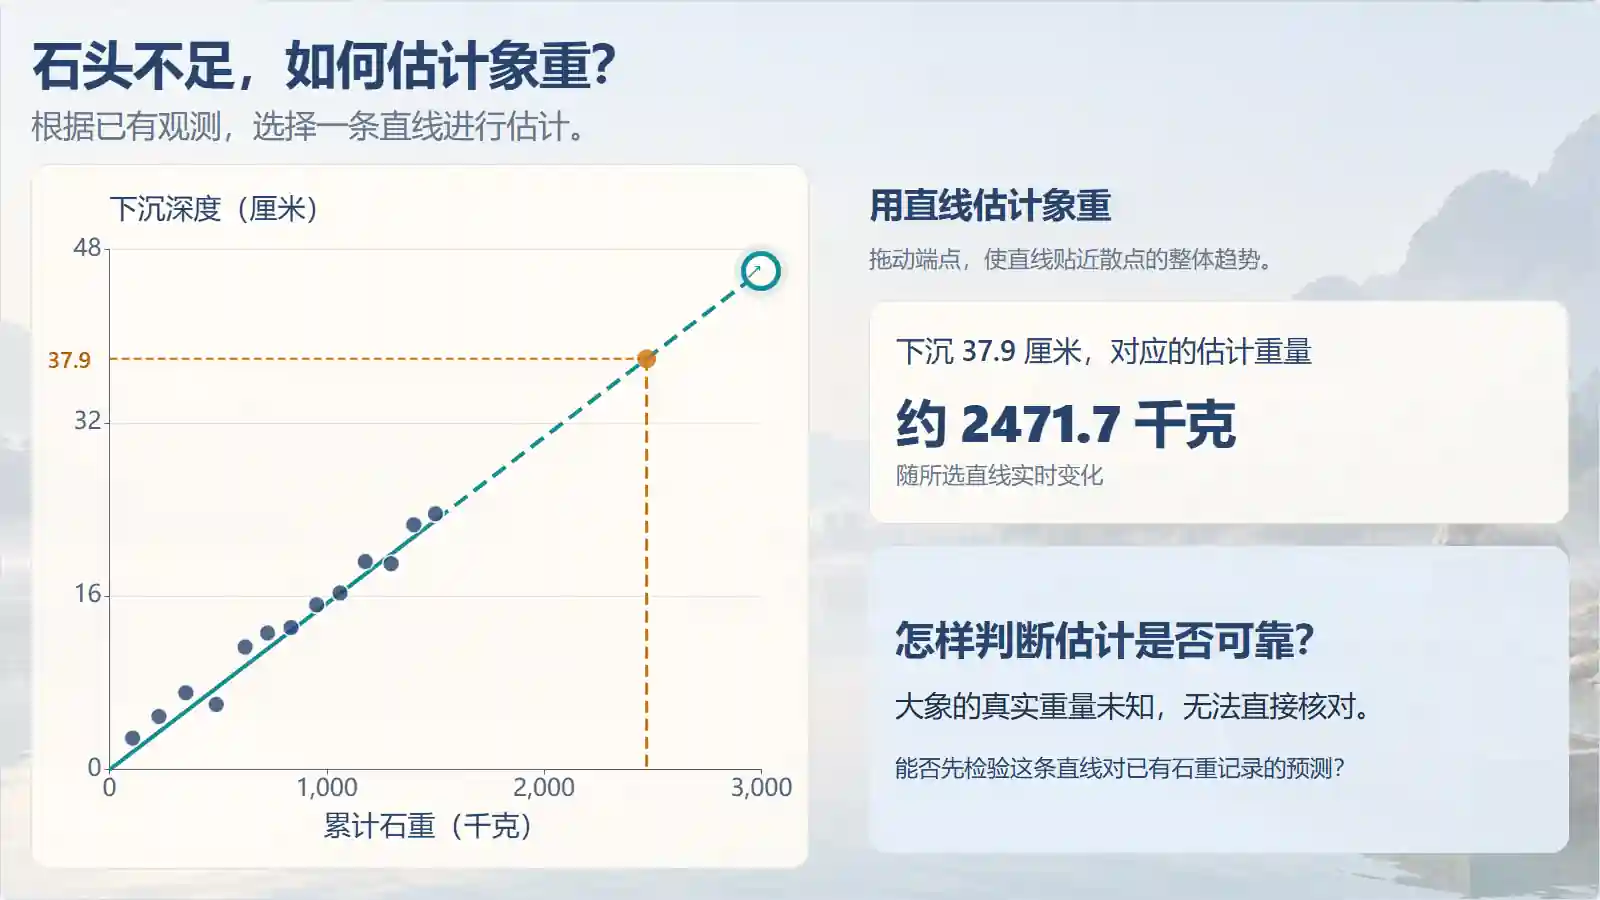 石头不足，如何估计象重？
根据已有观测，选择一条直线进行估计。
下沉深度（厘米）
48
37.9
32
16
0
0 1,000 2,000 3,000
累计石重（千克）
用直线估计象重
拖动端点，使直线贴近散点的整体趋势。
下沉 37.9 厘米，对应的估计重量
约 2471.7 千克
随所选直线实时变化
怎样判断估计是否可靠？
大象的真实重量未知，无法直接核对。
能否先检验这条直线对已有石重记录的预测？